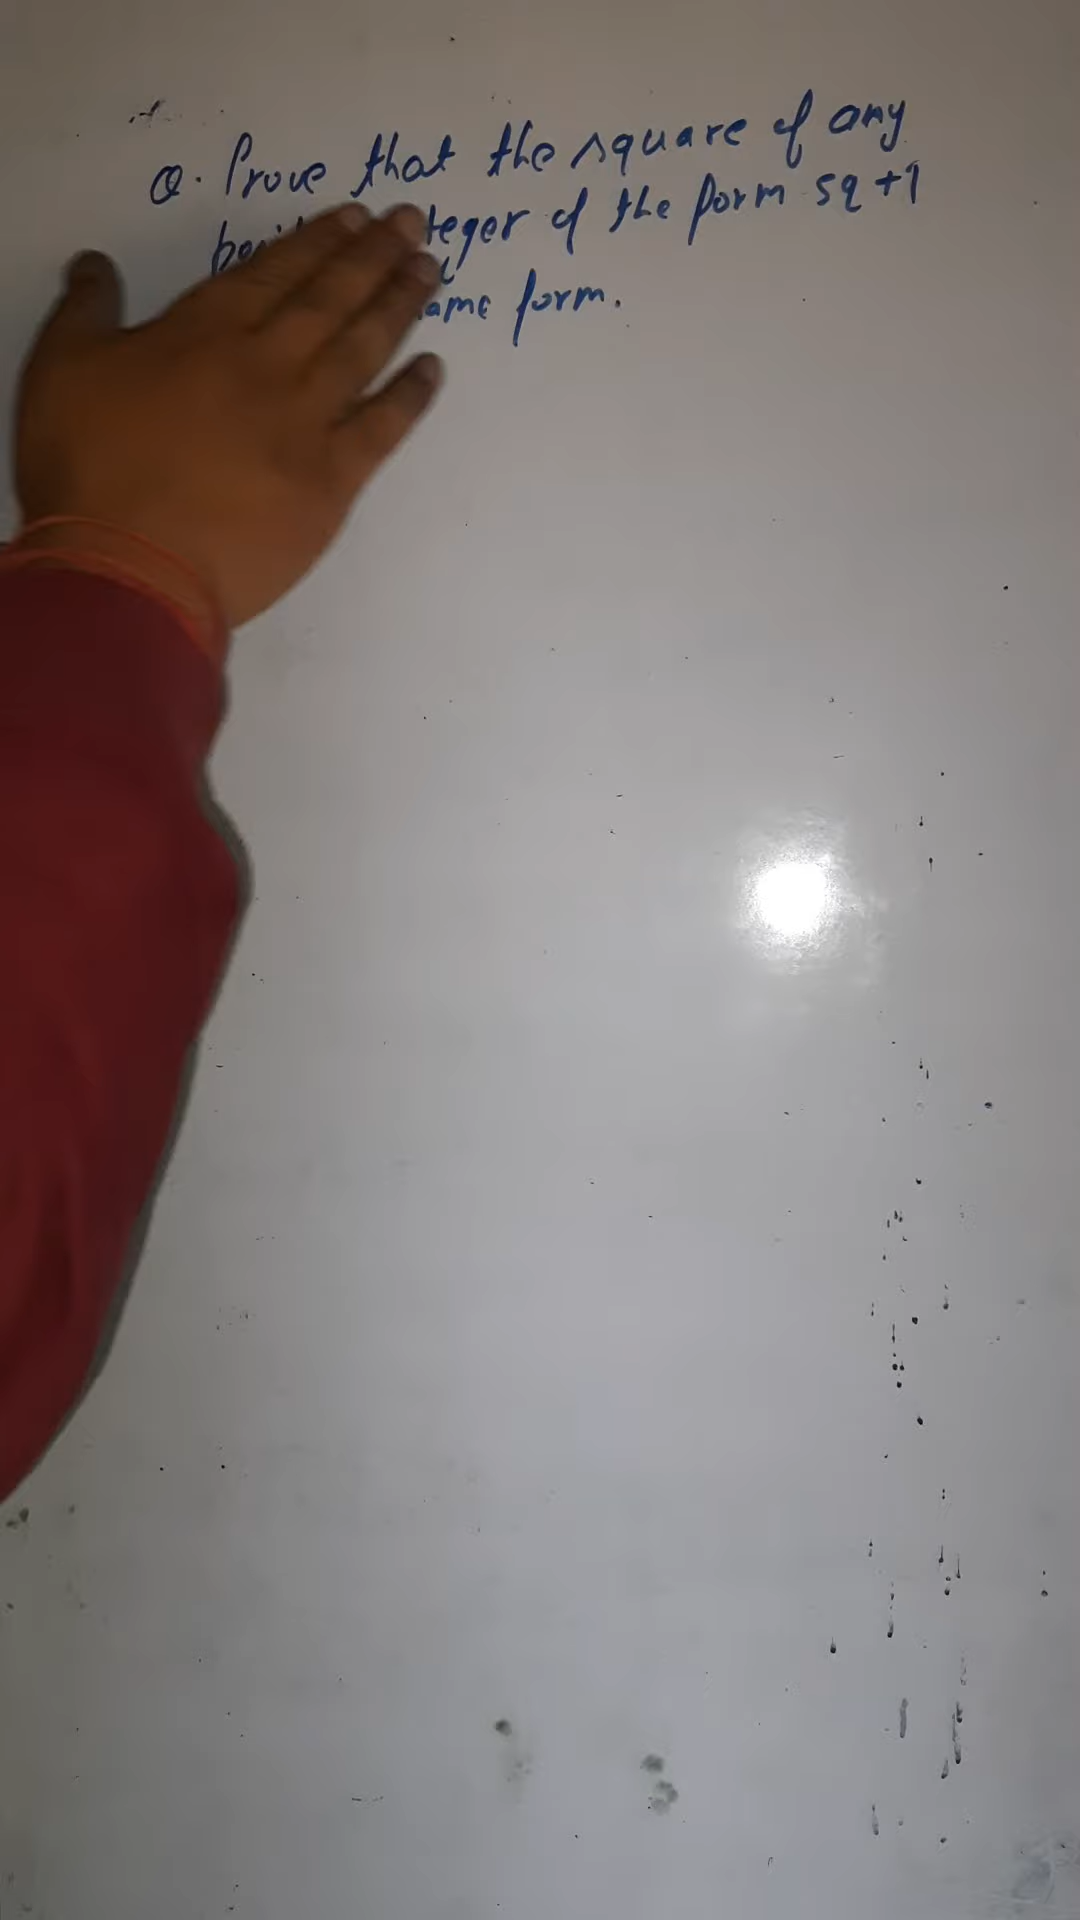 Q. Prove that the square of any
teger of the form 5q +1
ame form.